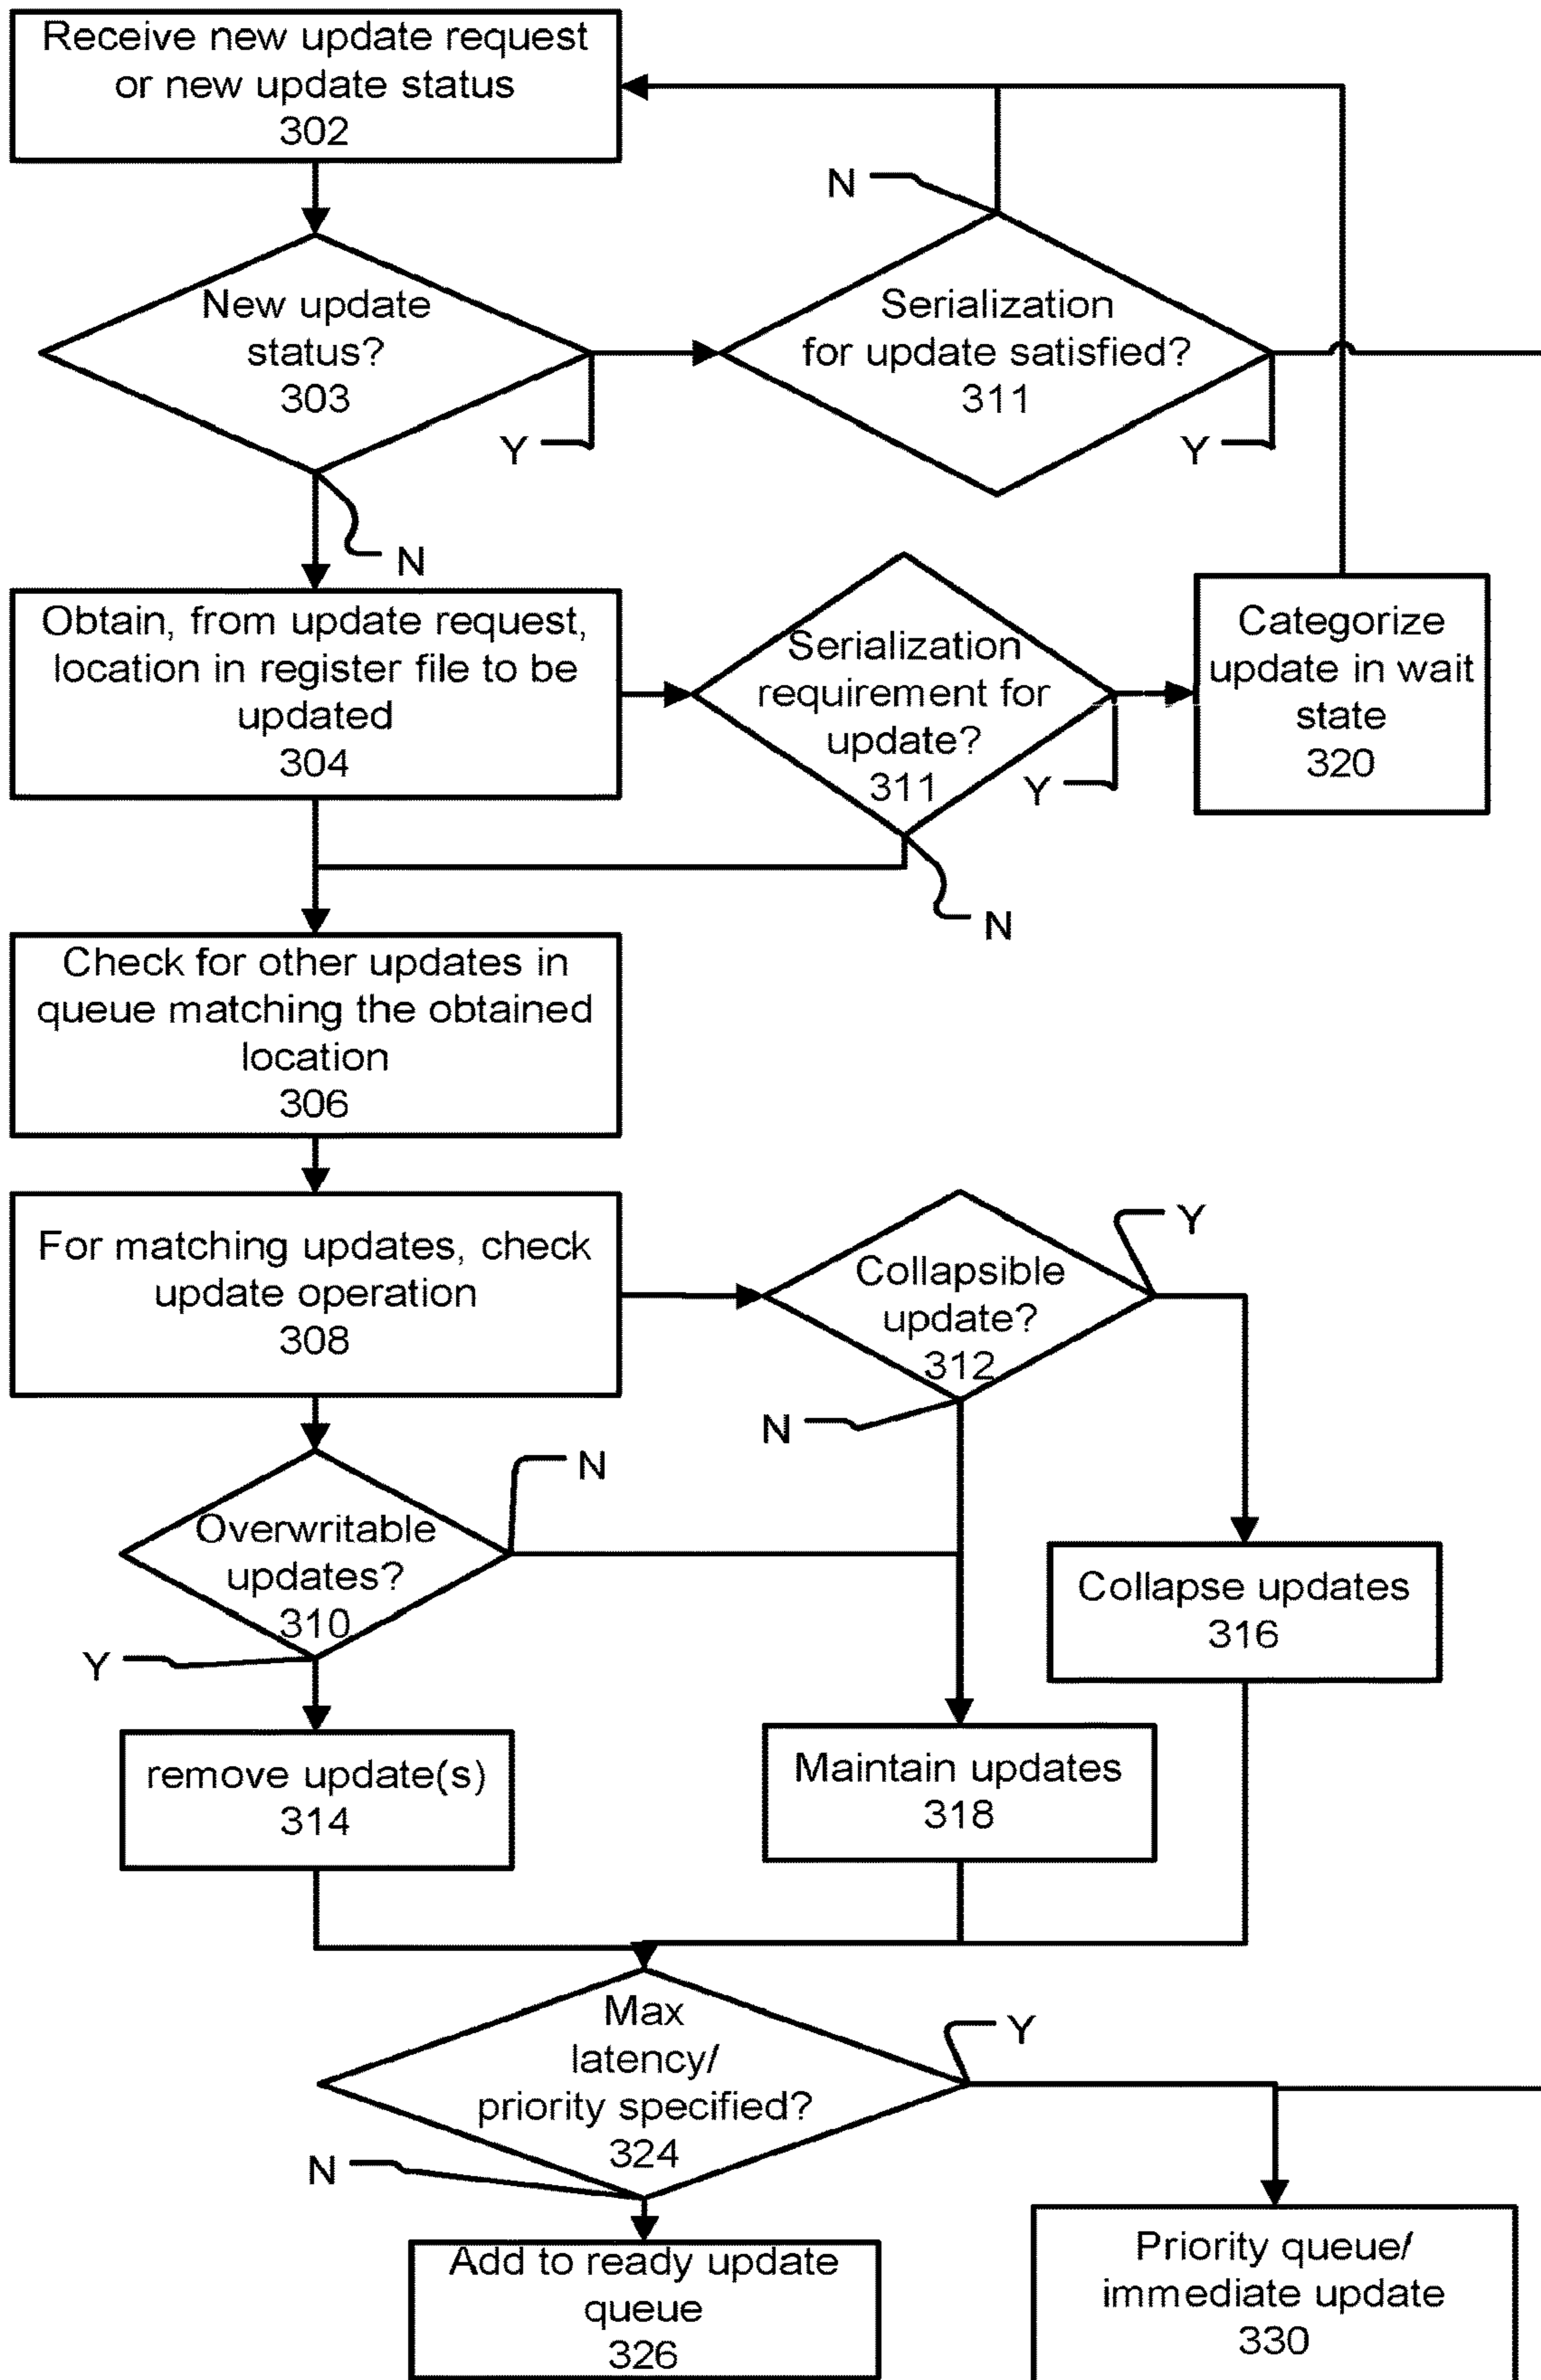 Receive new update request
or new update status
302
N
New update
status?
303
Y
Serialization
for update satisfied?
311
Y
N
Obtain, from update request,
location in register file to be
updated
304
Serialization
requirement for
update?
311
Y
N
Categorize
update in wait
state
320
Check for other updates in
queue matching the obtained
location
306
For matching updates, check
update operation
308
Collapsible
update?
312
Y
N
N
Overwritable
updates?
310
Y
Collapse updates
316
remove update(s)
314
Maintain updates
318
Max
latency/
priority specified?
324
Y
N
Add to ready update
queue
326
Priority queue/
immediate update
330